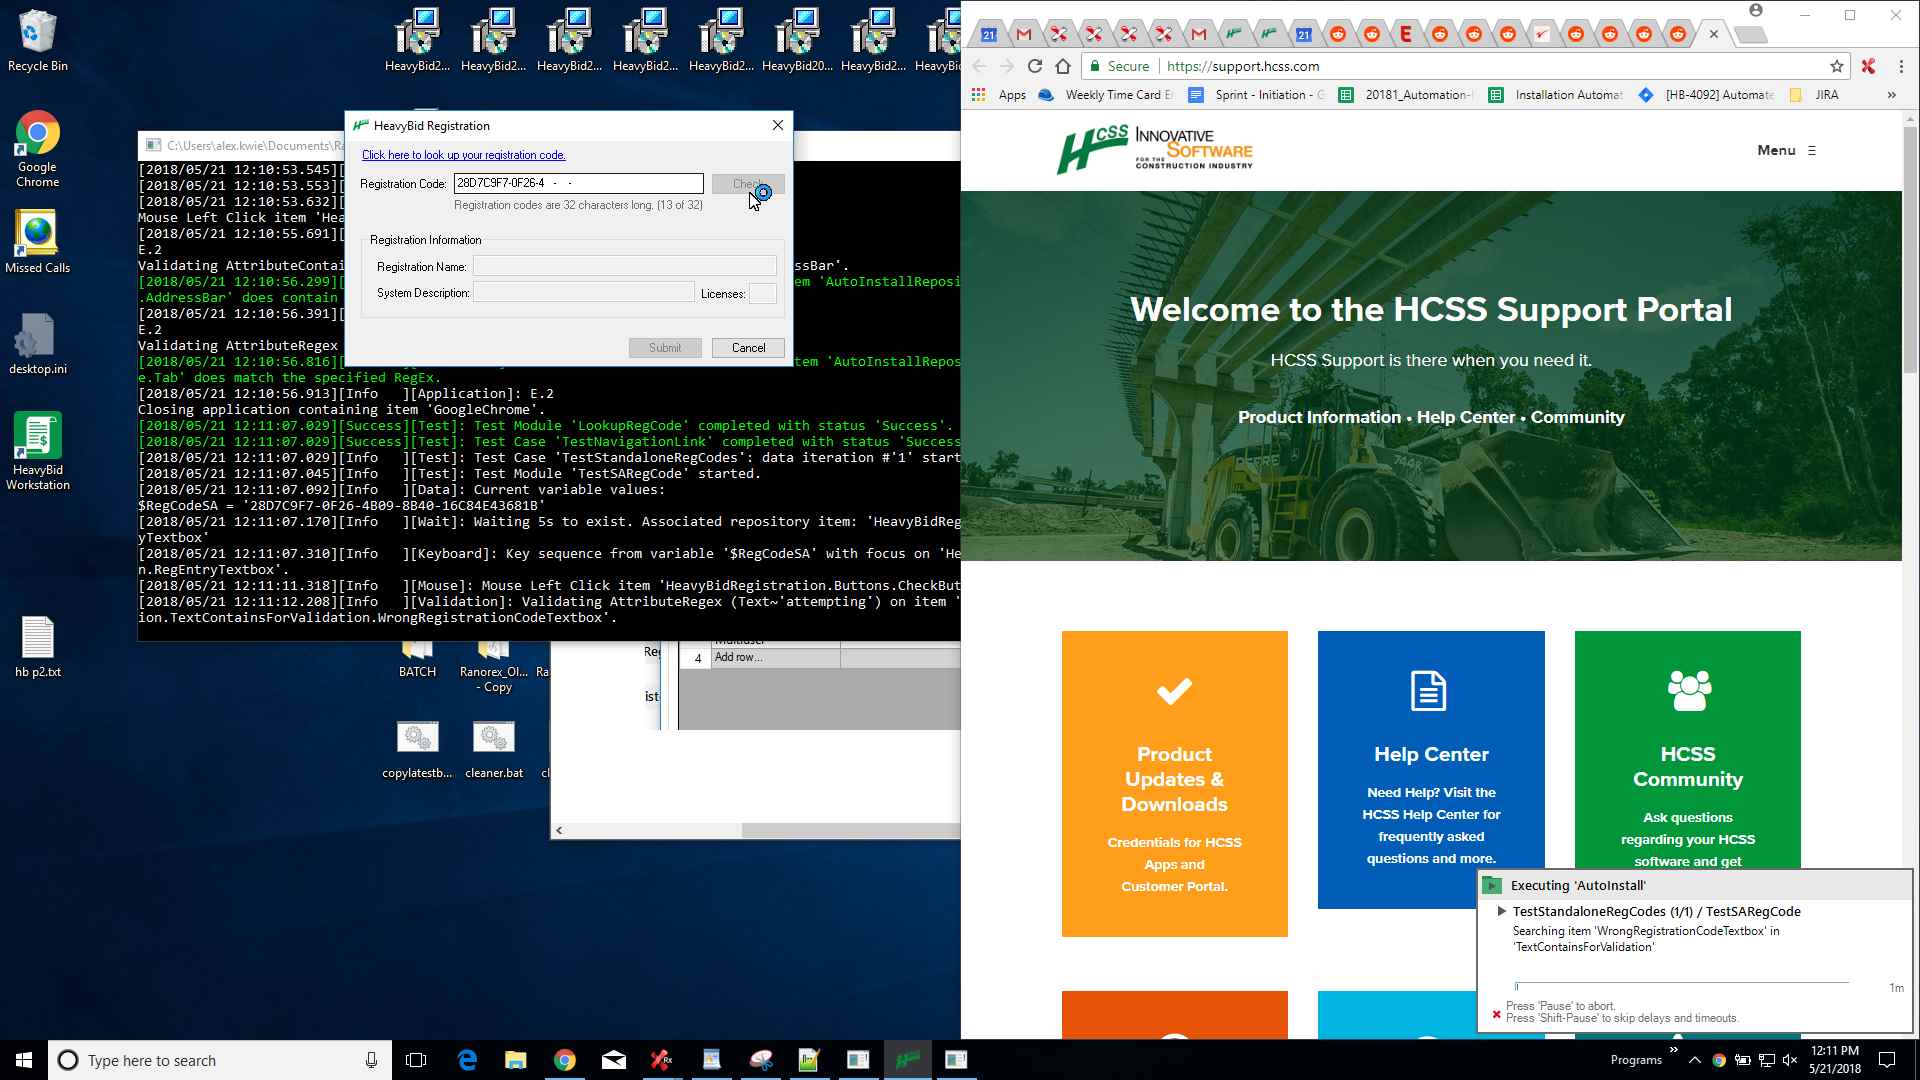 Recycle Bin
Google
Chrome
Missed Calls
desktop.ini
HeavyBid
Workstation
hb p2.txt
HeavyBid2...
HeavyBid2...
HeavyBid2...
HeavyBid2...
HeavyBid2...
HeavyBid20...
HeavyBid2...
HeavyBid
C:\Users\alex.kwie\Documents\Ra
HeavyBid Registration
Click here to look up your registration code.
Registration Code:
28D7C9F7-0F26-4  -  -
Check
Registration codes are 32 characters long. (13 of 32)
Registration Information
Registration Name:
System Description:
Licenses:
Submit
Cancel
[2018/05/21 12:10:53.545][
[2018/05/21 12:10:53.553][
[2018/05/21 12:10:53.632][
Mouse Left Click item 'Hea
[2018/05/21 12:10:55.691][
E.2
Validating AttributeContai
ssBar'.
[2018/05/21 12:10:56.299][
em 'AutoInstallReposi
.AddressBar' does contain
[2018/05/21 12:10:56.391][
E.2
Validating AttributeRegex
[2018/05/21 12:10:56.816][
tem 'AutoInstallRepos
e.Tab' does match the specified RegEx.
[2018/05/21 12:10:56.913][Info   ][Application]: E.2
Closing application containing item 'GoogleChrome'.
[2018/05/21 12:11:07.029][Success][Test]: Test Module 'LookupRegCode' completed with status 'Success'.
[2018/05/21 12:11:07.029][Success][Test]: Test Case 'TestNavigationLink' completed with status 'Success
[2018/05/21 12:11:07.029][Info   ][Test]: Test Case 'TestStandaloneRegCodes': data iteration #'1' start
[2018/05/21 12:11:07.045][Info   ][Test]: Test Module 'TestSARegCode' started.
[2018/05/21 12:11:07.092][Info   ][Data]: Current variable values:
$RegCodeSA = '28D7C9F7-0F26-4B09-8B40-16C84E43681B'
[2018/05/21 12:11:07.170][Info   ][Wait]: Waiting 5s to exist. Associated repository item: 'HeavyBidReg
yTextbox'
[2018/05/21 12:11:07.310][Info   ][Keyboard]: Key sequence from variable '$RegCodeSA' with focus on 'He
n.RegEntryTextbox'.
[2018/05/21 12:11:11.318][Info   ][Mouse]: Mouse Left Click item 'HeavyBidRegistration.Buttons.CheckBut
[2018/05/21 12:11:12.208][Info   ][Validation]: Validating AttributeRegex (Text~'attempting') on item '
ion.TextContainsForValidation.WrongRegistrationCodeTextbox'.
Multiuser
Reg
4
Add row...
ist
BATCH
Ranorex_Ol...
- Copy
Ra
copylatestb...
cleaner.bat
cl
21
21
Secure
https://support.hcss.com
Apps
Weekly Time Card E
Sprint - Initiation - G
20181_Automation-
Installation Automat
[HB-4092] Automate
JIRA
»
HCSS
INNOVATIVE
SOFTWARE
FOR THE
CONSTRUCTION INDUSTRY
Menu
Welcome to the HCSS Support Portal
HCSS Support is there when you need it.
Product Information • Help Center • Community
744K
Product
Updates &
Downloads
Credentials for HCSS
Apps and
Customer Portal.
Help Center
Need Help? Visit the
HCSS Help Center for
frequently asked
questions and more.
HCSS
Community
Ask questions
regarding your HCSS
software and get
Executing 'AutoInstall'
TestStandaloneRegCodes (1/1) / TestSARegCode
Searching item 'WrongRegistrationCodeTextbox' in
'TextContainsForValidation'
1m
Press 'Pause' to abort.
Press 'Shift-Pause' to skip delays and timeouts.
Type here to search
Programs
»
12:11 PM
5/21/2018